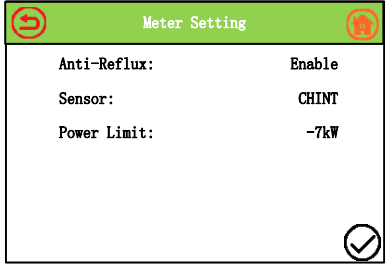 Meter Setting
Anti-Reflux: Enable
Sensor: CHINT
Power Limit: -7kW